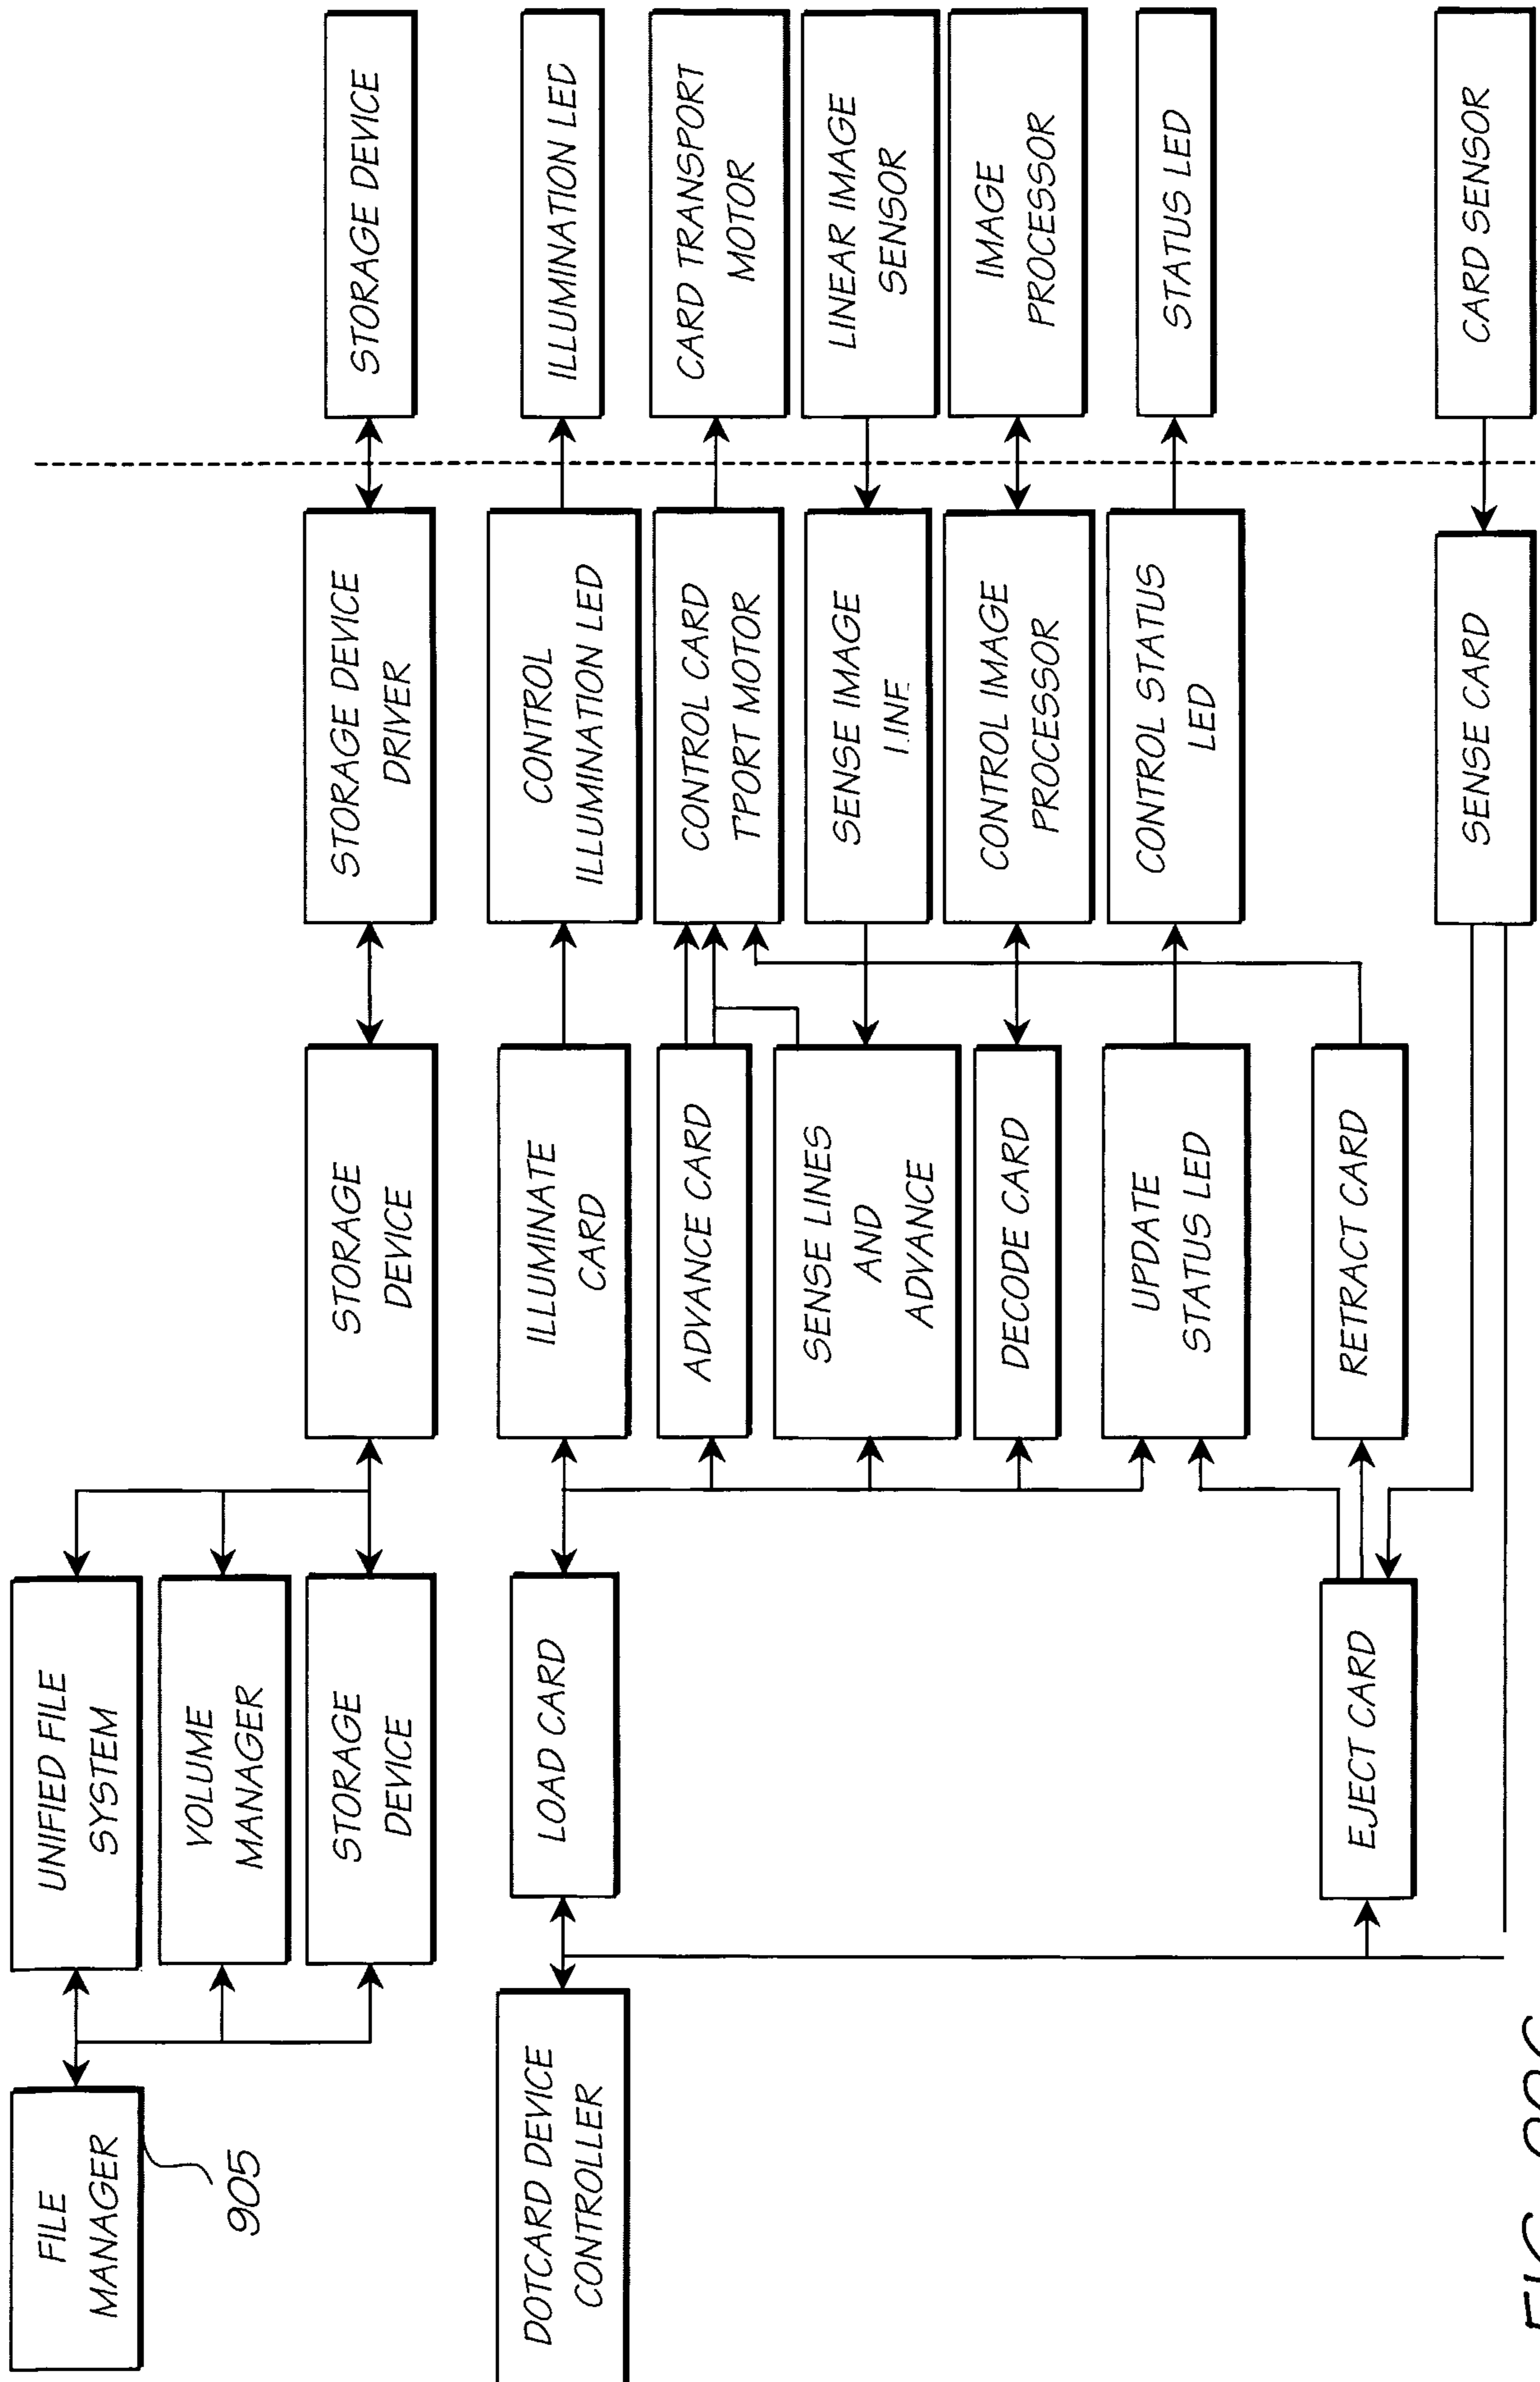 FILE
MANAGER
905
UNIFIED FILE
SYSTEM
VOLUME
MANAGER
STORAGE
DEVICE
STORAGE
DEVICE
STORAGE DEVICE
DRIVER
STORAGE DEVICE
DOTCARD DEVICE
CONTROLLER
LOAD CARD
ILLUMINATE
CARD
CONTROL
ILLUMINATION LED
ILLUMINATION LED
ADVANCE CARD
CONTROL CARD
T'PORT MOTOR
CARD TRANSPORT
MOTOR
SENSE LINES
AND
ADVANCE
SENSE IMAGE
LINEAR IMAGE
SENSOR
DECODE CARD
CONTROL IMAGE
PROCESSOR
IMAGE
PROCESSOR
UPDATE
STATUS LED
CONTROL STATUS
LED
STATUS LED
EJECT CARD
RETRACT CARD
SENSE CARD
CARD SENSOR